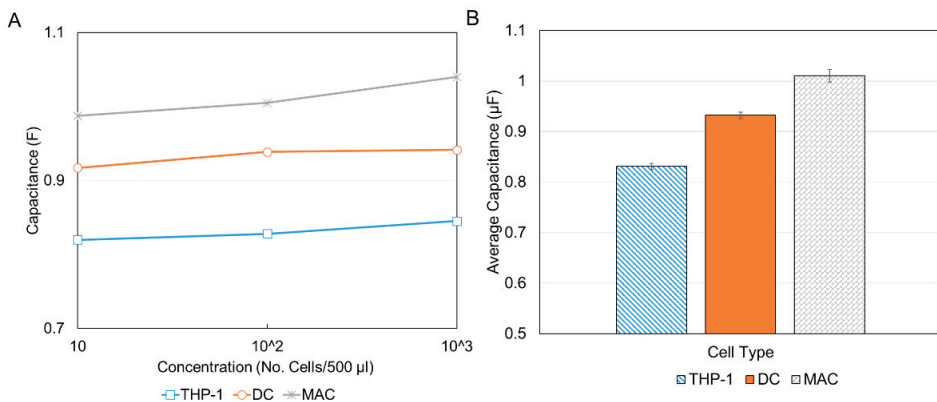 A
Capacitance (F)
1.1
0.9
0.7
10
10^2
10^3
Concentration (No. Cells/500 µl)
THP-1 DC MAC
B
Average Capacitance (µF)
1.1
1
0.9
0.8
0.7
0.6
0.5
Cell Type
THP-1 DC MAC